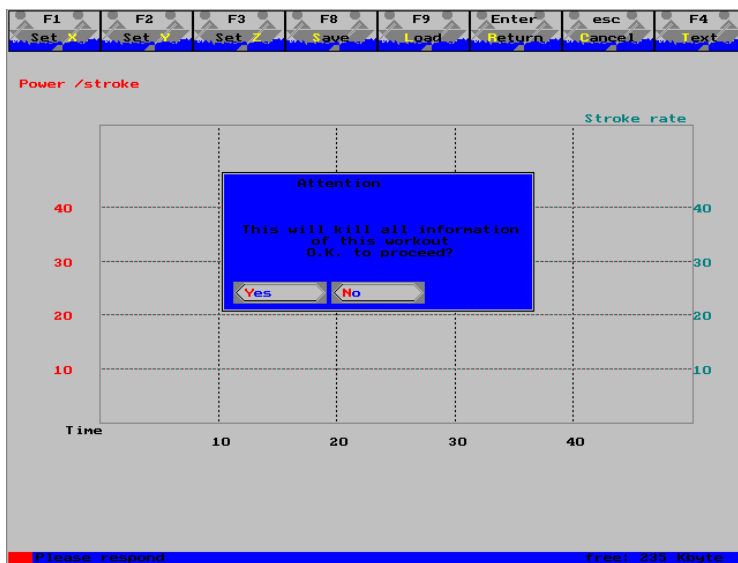 F1 F2 F3 F8 F9 Enter esc F4
Set X Set Y Set Z Save Load Return Cancel Text
Power /stroke
Stroke rate
Attention
40 40
This will kill all information
of this workout
O.K. to proceed?
30 30
Yes No
20 20
10 10
Time
10 20 30 40
Please respond free: 235 Kbyte